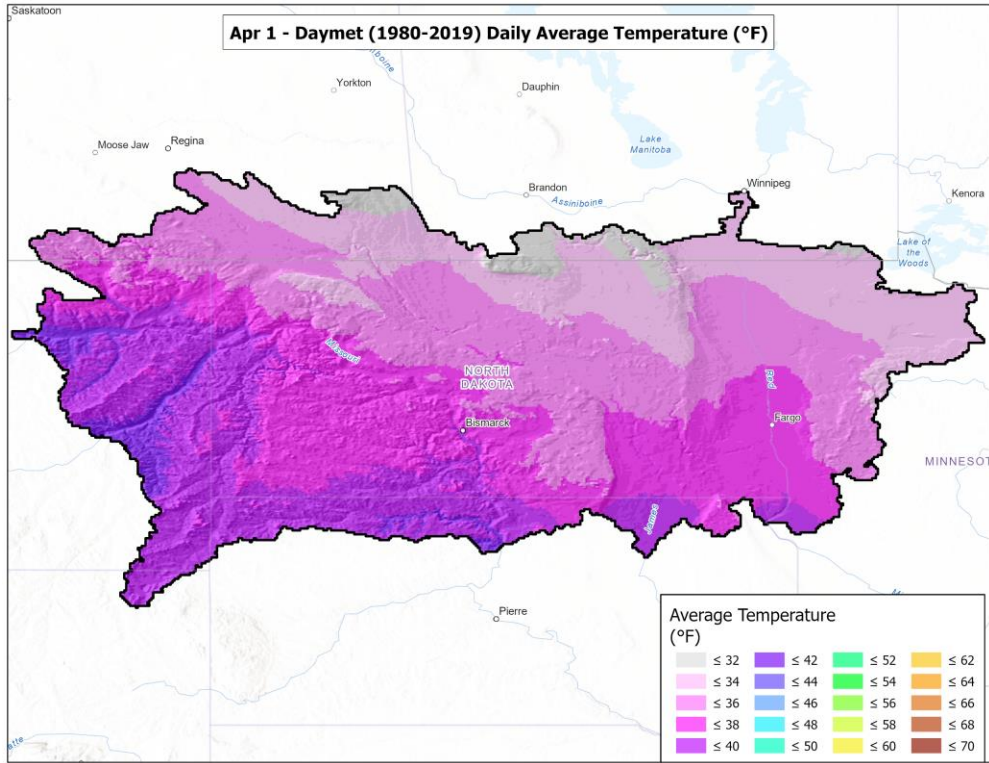 Saskatoon
Apr 1 - Daymet (1980-2019) Daily Average Temperature (°F)
Yorkton
Dauphin
Moose Jaw
Regina
Lake
Manitoba
Brandon
Assiniboine
Winnipeg
Kenora
Lake of
the
Woods
Missouri
NORTH
DAKOTA
Red
Bismarck
Fargo
MINNESOT
James
Pierre
Average Temperature
(°F)
≤ 32 ≤ 42 ≤ 52 ≤ 62
≤ 34 ≤ 44 ≤ 54 ≤ 64
≤ 36 ≤ 46 ≤ 56 ≤ 66
≤ 38 ≤ 48 ≤ 58 ≤ 68
≤ 40 ≤ 50 ≤ 60 ≤ 70